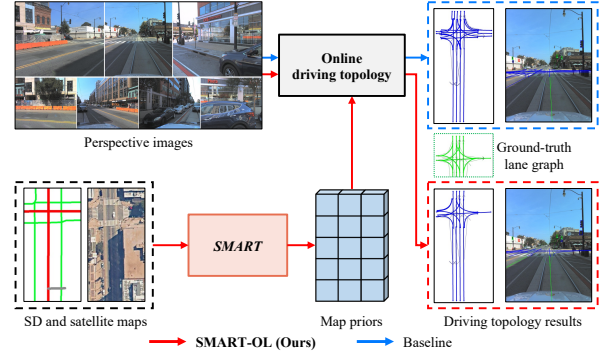 Online
driving topology
Perspective images
Ground-truth
lane graph
SMART
SD and satellite maps
Map priors
Driving topology results
SMART-OL (Ours)
Baseline